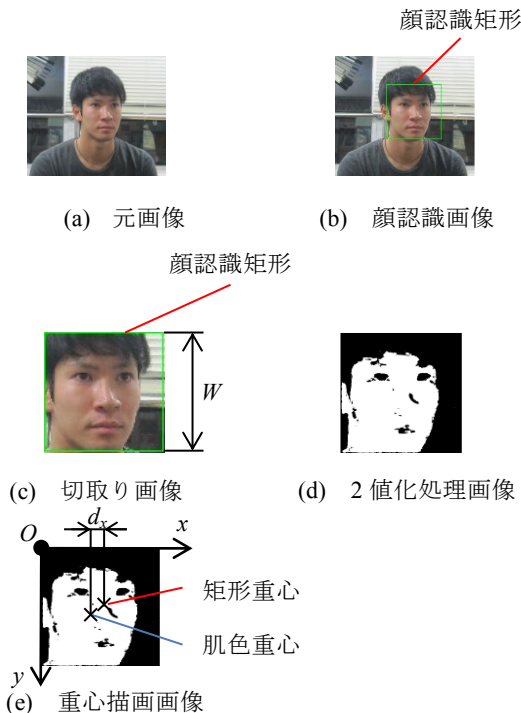 顔認識矩形
(a) 元画像
(b) 顔認識画像
顔認識矩形
W
(c) 切取り画像
(d) 2値化処理画像
dx
O
x
矩形重心
肌色重心
y
(e) 重心描画画像